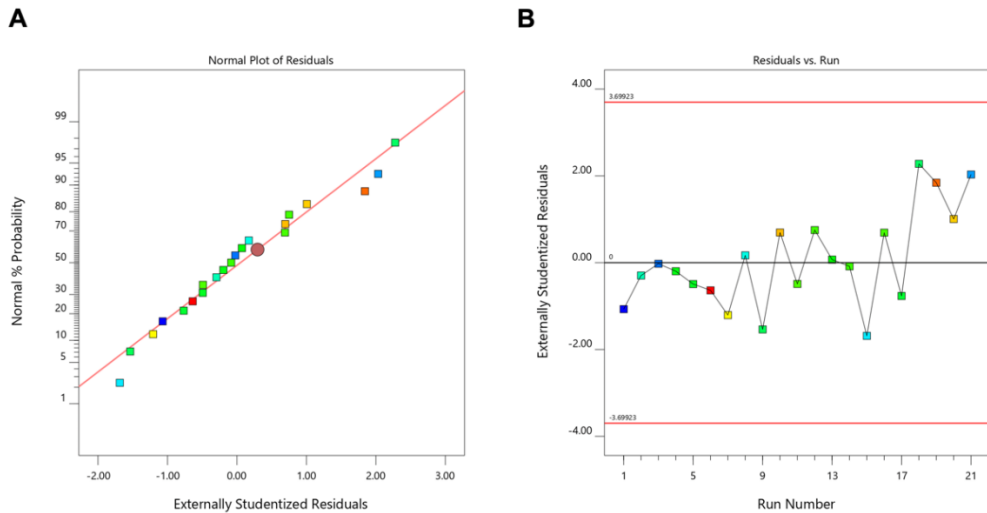 A
Normal Plot of Residuals
Normal % Probability
99
95
90
80
70
50
30
20
10
5
1
-2.00 -1.00 0.00 1.00 2.00 3.00
Externally Studentized Residuals
B
Residuals vs. Run
Externally Studentized Residuals
4.00
3.69923
2.00
0.00
0
-2.00
-3.69923
-4.00
1 5 9 13 17 21
Run Number